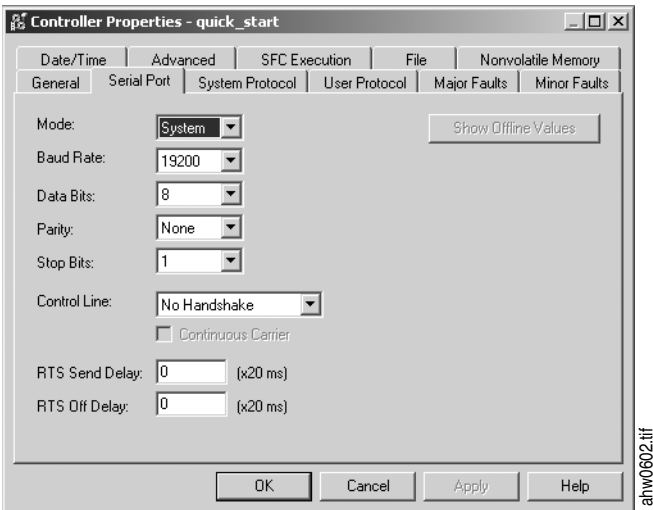 Controller Properties - quick_start
Date/Time Advanced SFC Execution File Nonvolatile Memory
General Serial Port System Protocol User Protocol Major Faults Minor Faults
Mode: System Show Offline Values
Baud Rate: 19200
Data Bits: 8
Parity: None
Stop Bits: 1
Control Line: No Handshake
Continuous Carrier
RTS Send Delay: 0 (x20 ms)
RTS Off Delay: 0 (x20 ms)
OK Cancel Apply Help
ahw0602.tif